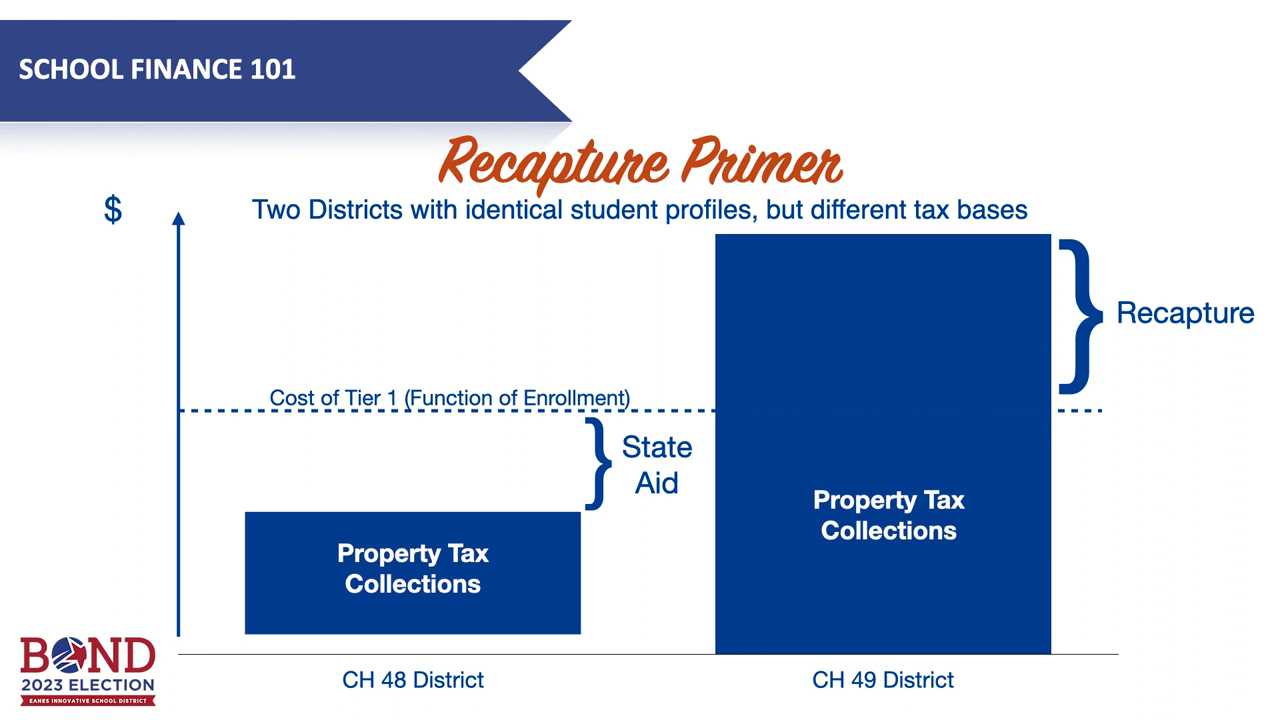 SCHOOL FINANCE 101
Recapture Primer
$
Two Districts with identical student profiles, but different tax bases
Recapture
Cost of Tier 1 (Function of Enrollment)
State
Aid
Property Tax
Collections
Property Tax
Collections
BOND
2023 ELECTION
EANES INNOVATIVE SCHOOL DISTRICT
CH 48 District
CH 49 District